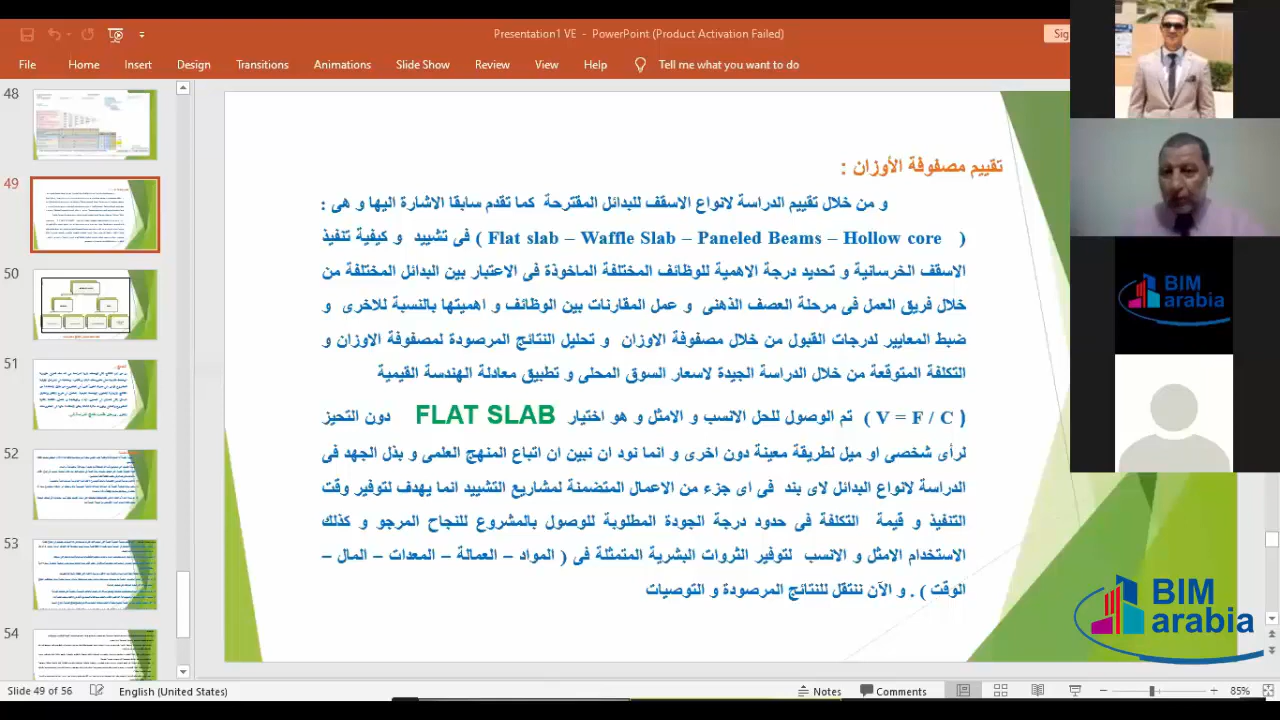 Presentation1 VE - PowerPoint (Product Activation Failed)
Sig
File Home Insert Design Transitions Animations Slide Show Review View Help Tell me what you want to do
48
49
50
51
52
53
54
تقييم مصفوفة الأوزان :
و من خلال تقييم الدراسة لانواع الاسقف للبدائل المقترحة كما تقدم سابقا الاشارة اليها و هى :
( Flat slab – Waffle Slab – Paneled Beams – Hollow core ) فى تشييد و كيفية تنفيذ
الاسقف الخرسانية و تحديد درجة الاهمية للوظائف المختلفة الماخوذة فى الاعتبار بين البدائل المختلفة من
خلال فريق العمل فى مرحلة العصف الذهنى و عمل المقارنات بين الوظائف و اهميتها بالنسبة للاخرى و
ضبط المعايير لدرجات القبول من خلال مصفوفة الاوزان و تحليل النتائج المرصودة لمصفوفة الاوزان و
التكلفة المتوقعة من خلال الدراسة الجيدة لاسعار السوق المحلى و تطبيق معادلة الهندسة القيمية
( V = F / C ) تم الوصول للحل الانسب و الامثل و هو اختيار FLAT SLAB دون التحيز
لرأى شخصى او ميل لطريقة معينة دون اخرى و انما نود ان نبين ان اتباع المنهج العلمى و بذل الجهد فى
الدراسة لانواع البدائل لاى بند فى اى جزء من الاعمال المتضمنة لمشاريع التشييد انما يهدف لتوفير وقت
التنفيذ و قيمة التكلفة فى حدود درجة الجودة المطلوبة للوصول بالمشروع للنجاح المرجو و كذلك
الاستخدام الامثل و الانسب لتوفير الثروات البشرية المتمثلة فى ( المواد – العمالة – المعدات – المال –
الوقت ) . و الآن ننتقل للنتائج المرصودة و التوصيات
BIM
arabia
BIM
arabia
Slide 49 of 56 English (United States) Notes Comments 85%